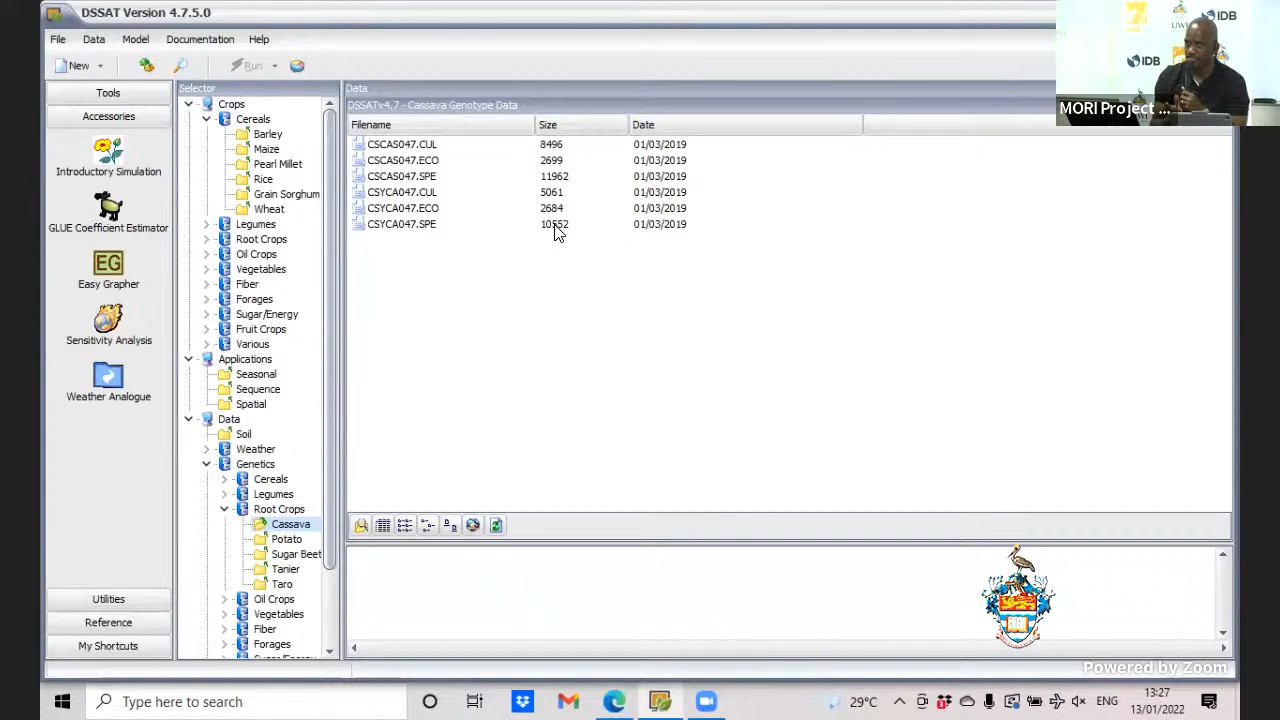 DSSAT Version 4.7.5.0
File Data Model Documentation Help
New Run
Tools
Accessories
Introductory Simulation
GLUE Coefficient Estimator
EG
Easy Grapher
Sensitivity Analysis
Weather Analogue
Utilities
Reference
My Shortcuts
Selector
Crops
Cereals
Barley
Maize
Pearl Millet
Rice
Grain Sorghum
Wheat
Legumes
Root Crops
Oil Crops
Vegetables
Fiber
Forages
Sugar/Energy
Fruit Crops
Various
Applications
Seasonal
Sequence
Spatial
Data
Soil
Weather
Genetics
Cereals
Legumes
Root Crops
Cassava
Potato
Sugar Beet
Tanier
Taro
Oil Crops
Vegetables
Fiber
Forages
Sugar/Energy
Data
DSSATv4.7 - Cassava Genotype Data
Filename Size Date
CSCAS047.CUL 8496 01/03/2019
CSCAS047.ECO 2699 01/03/2019
CSCAS047.SPE 11962 01/03/2019
CSYCA047.CUL 5061 01/03/2019
CSYCA047.ECO 2684 01/03/2019
CSYCA047.SPE 10552 01/03/2019
IDB
IDB
MORI Project ...
Powered by Zoom
Type here to search
29°C
ENG
13:27
13/01/2022